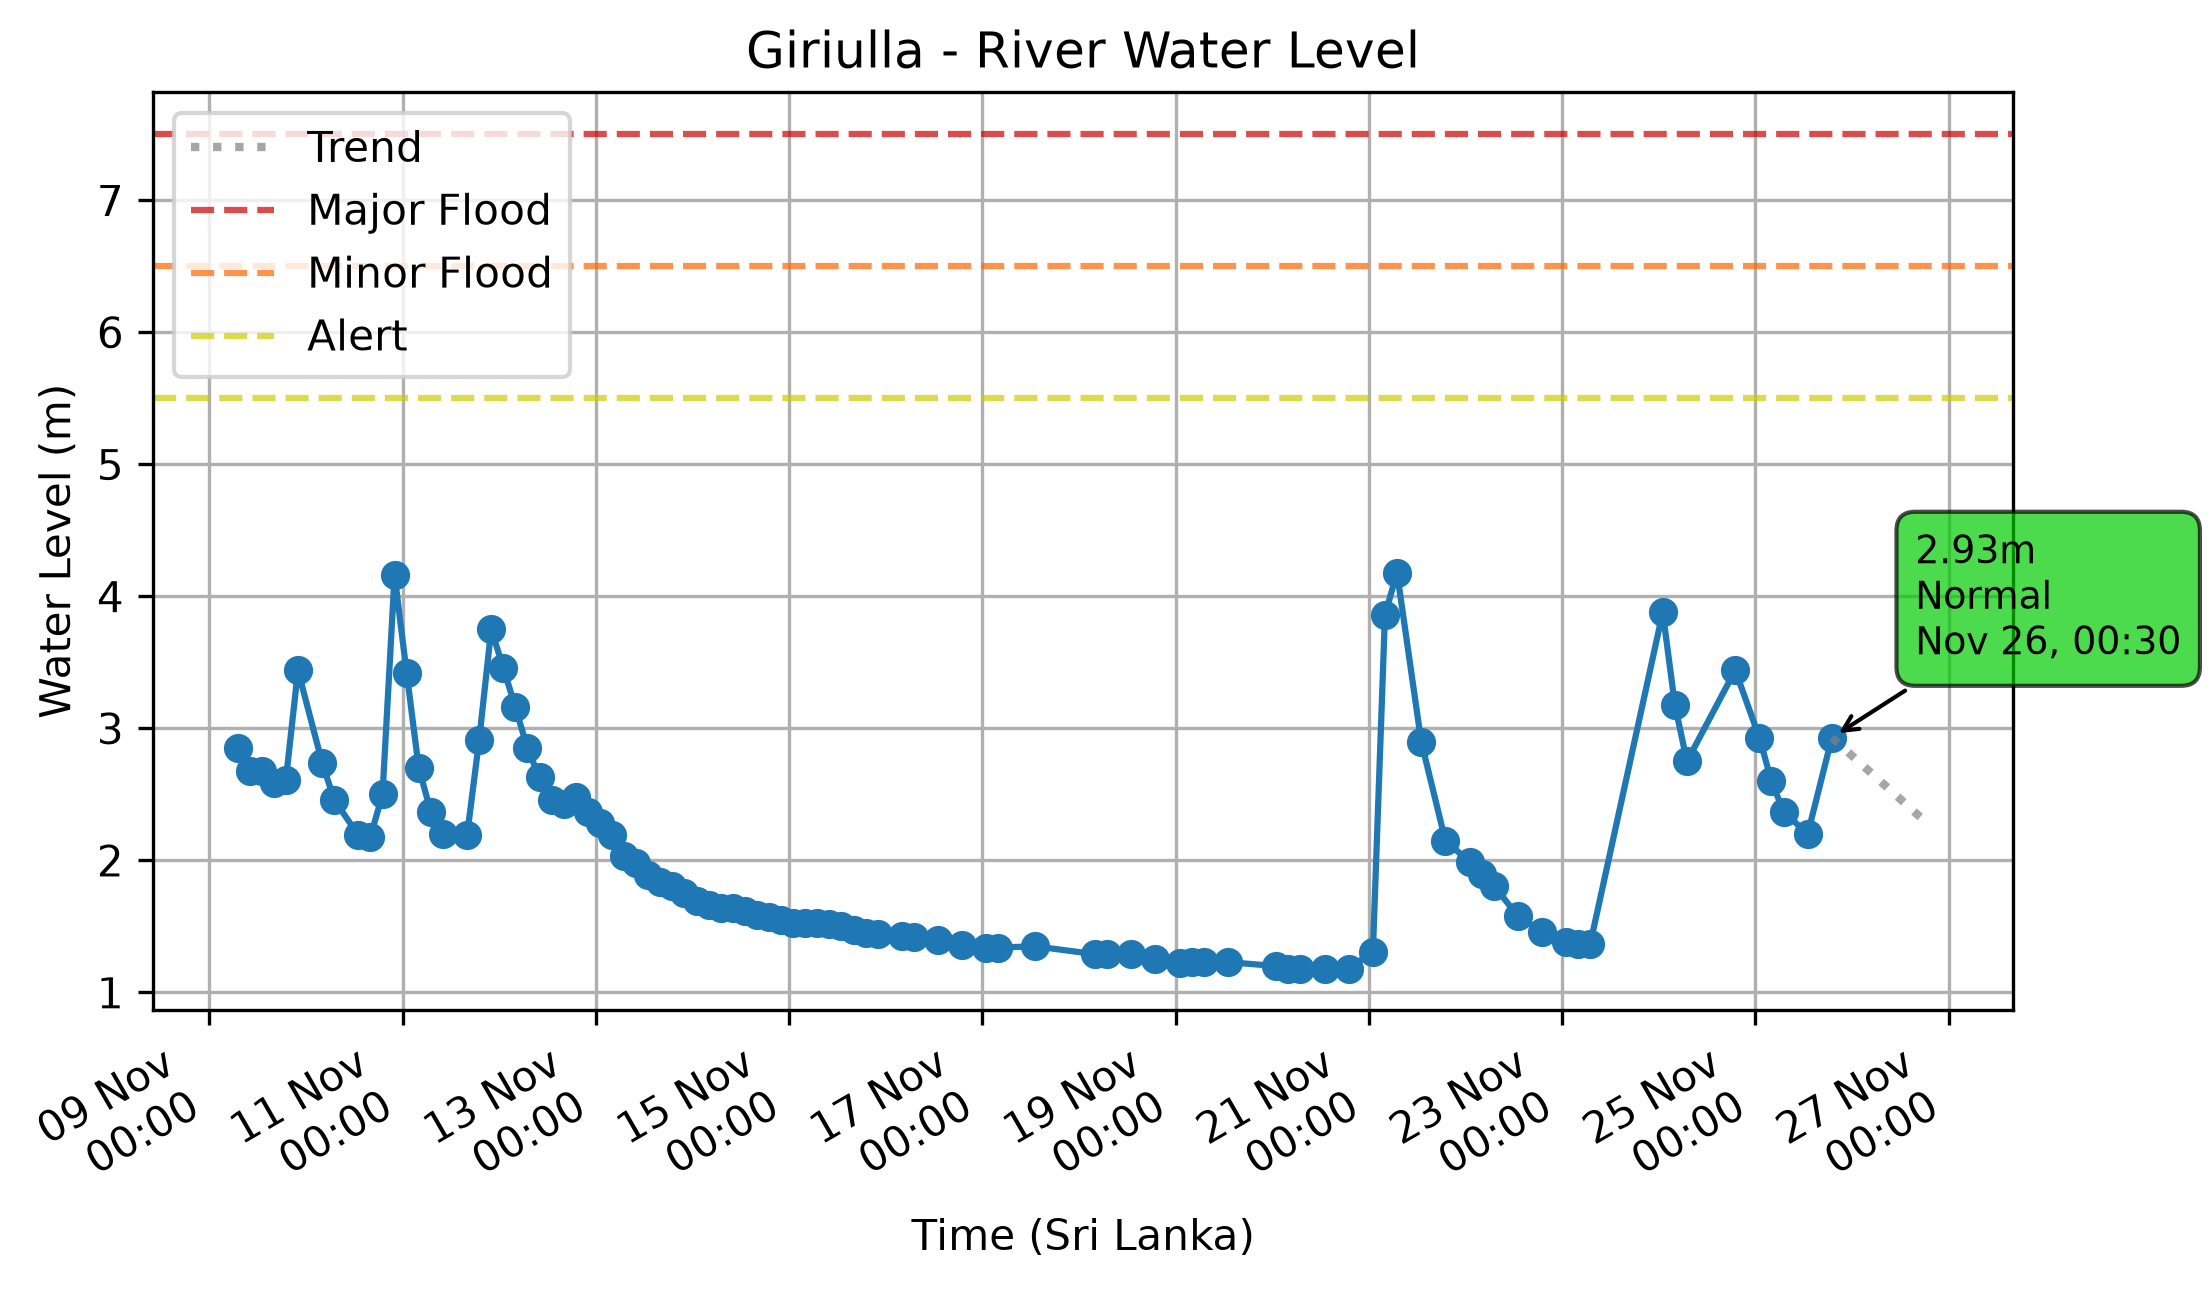 Giriulla - River Water Level
Trend
Major Flood
Minor Flood
Alert
Water Level (m)
7
6
5
4
3
2
1
2.93m
Normal
Nov 26, 00:30
09 Nov
00:00
11 Nov
00:00
13 Nov
00:00
15 Nov
00:00
17 Nov
00:00
19 Nov
00:00
21 Nov
00:00
23 Nov
00:00
25 Nov
00:00
27 Nov
00:00
Time (Sri Lanka)